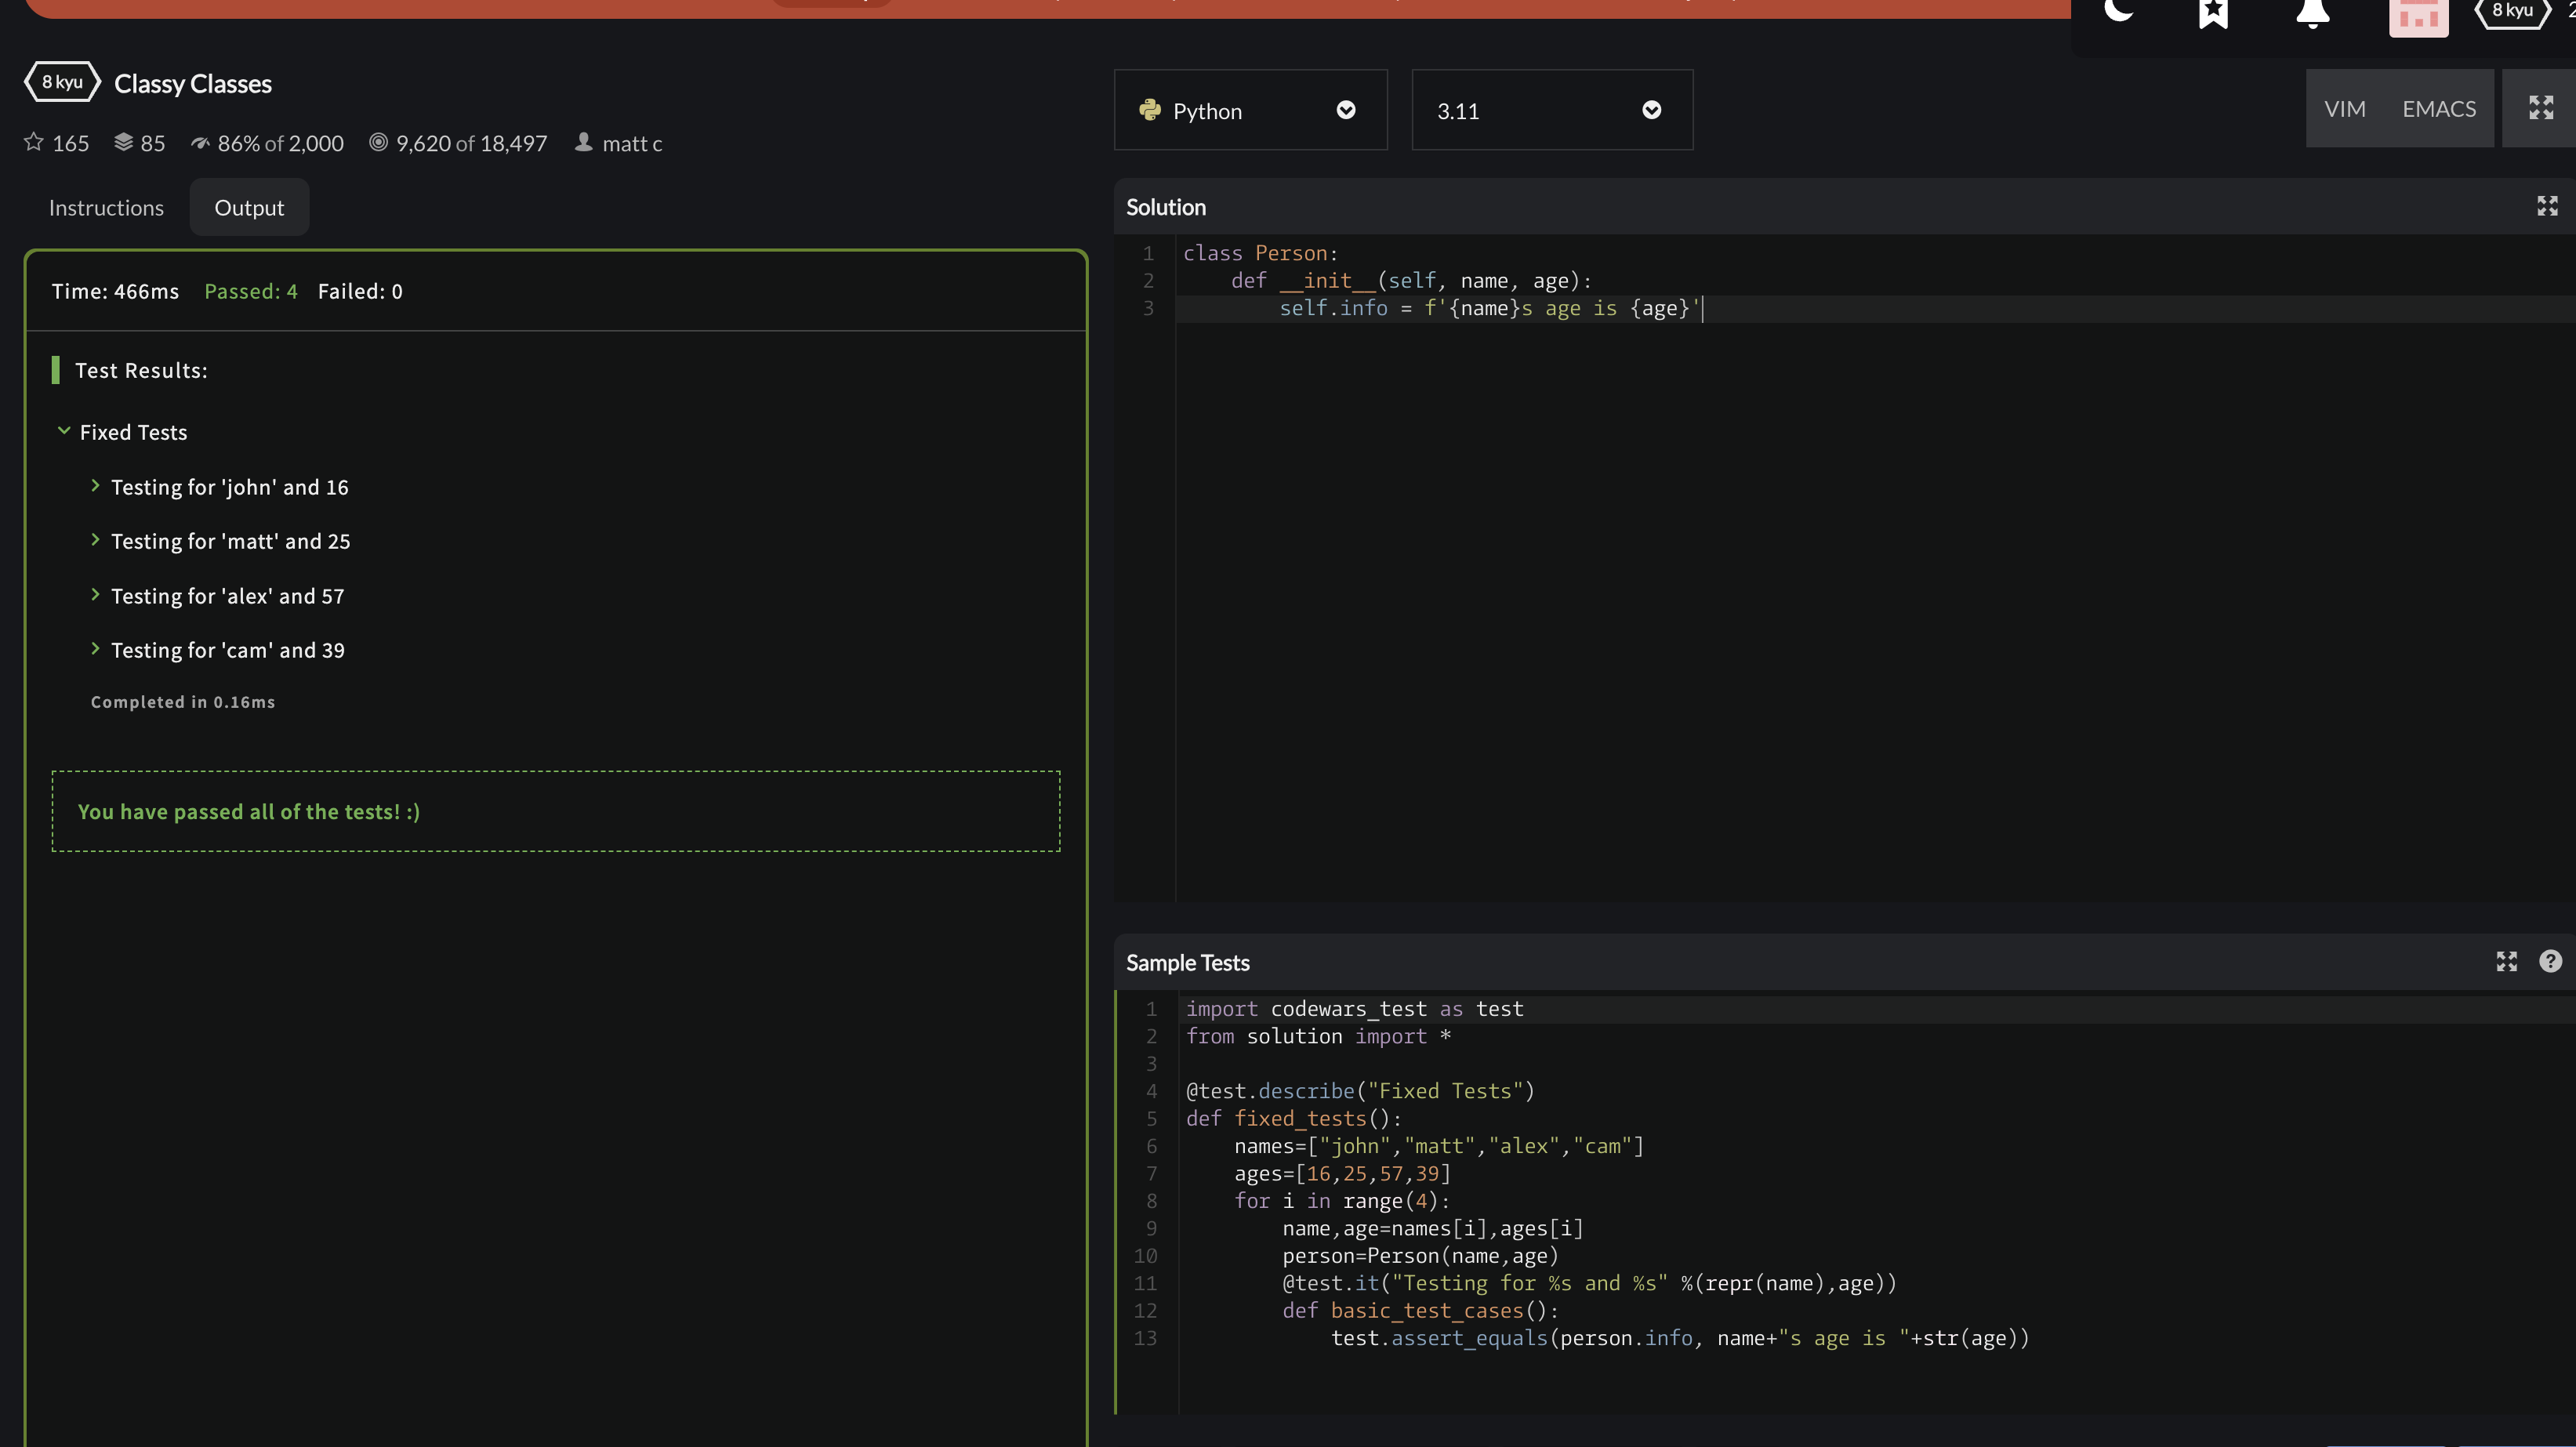 8 kyu
8 kyu Classy Classes
165 85 86% of 2,000 9,620 of 18,497 matt c
Python
3.11
VIM EMACS
Instructions Output
Time: 466ms Passed: 4 Failed: 0
Test Results:
Fixed Tests
Testing for 'john' and 16
Testing for 'matt' and 25
Testing for 'alex' and 57
Testing for 'cam' and 39
Completed in 0.16ms
You have passed all of the tests! :)
Solution
1 class Person:
2     def __init__(self, name, age):
3         self.info = f'{name}s age is {age}'
Sample Tests
1 import codewars_test as test
2 from solution import *
3
4 @test.describe("Fixed Tests")
5 def fixed_tests():
6     names=["john","matt","alex","cam"]
7     ages=[16,25,57,39]
8     for i in range(4):
9         name,age=names[i],ages[i]
10         person=Person(name,age)
11         @test.it("Testing for %s and %s" %(repr(name),age))
12         def basic_test_cases():
13             test.assert_equals(person.info, name+"s age is "+str(age))